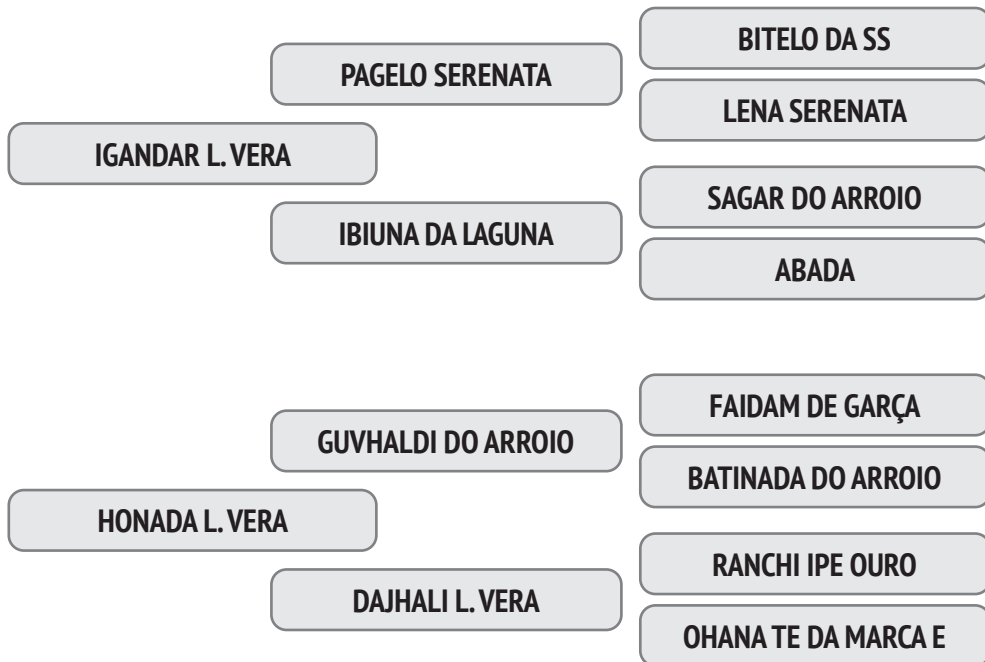 BITELO DA SS
PAGELO SERENATA
LENA SERENATA
IGANDAR L. VERA
SAGAR DO ARROIO
IBIUNA DA LAGUNA
ABADA
FAIDAM DE GARÇA
GUVHALDI DO ARROIO
BATINADA DO ARROIO
HONADA L. VERA
RANCHI IPE OURO
DAJHALI L. VERA
OHANA TE DA MARCA E